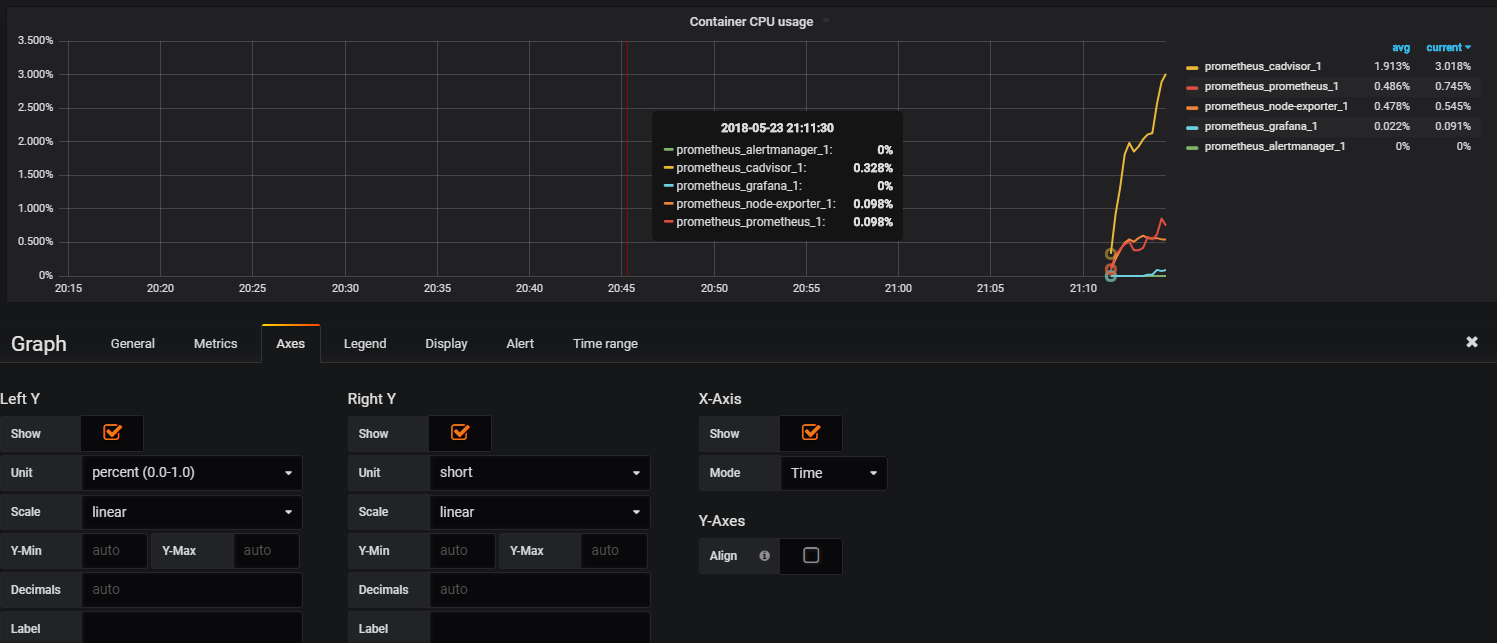 Container CPU usage
3.500%
3.000%
2.500%
2.000%
1.500%
1.000%
0.500%
0%
20:15 20:20 20:25 20:30 20:35 20:40 20:45 20:50 20:55 21:00 21:05 21:10
2018-05-23 21:11:30
prometheus_alertmanager_1: 0%
prometheus_cadvisor_1: 0.328%
prometheus_grafana_1: 0%
prometheus_node-exporter_1: 0.098%
prometheus_prometheus_1: 0.098%
avg current
prometheus_cadvisor_1 1.913% 3.018%
prometheus_prometheus_1 0.486% 0.745%
prometheus_node-exporter_1 0.478% 0.545%
prometheus_grafana_1 0.022% 0.091%
prometheus_alertmanager_1 0% 0%
Graph General Metrics Axes Legend Display Alert Time range
Left Y
Show
Unit percent (0.0-1.0)
Scale linear
Y-Min auto Y-Max auto
Decimals auto
Label
Right Y
Show
Unit short
Scale linear
Y-Min auto Y-Max auto
Decimals auto
Label
X-Axis
Show
Mode Time
Y-Axes
Align